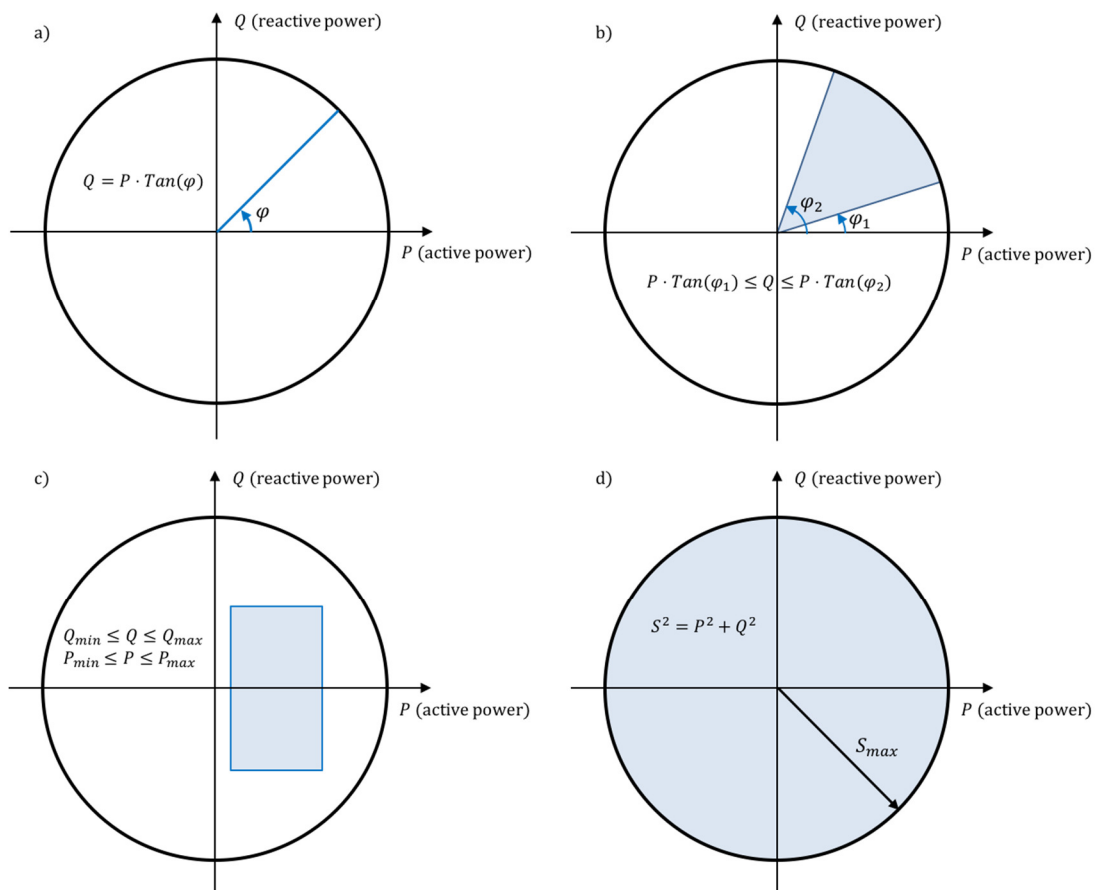 a)
Q (reactive power)
Q = P · Tan(φ)
φ
P (active power)
b)
Q (reactive power)
φ₂
φ₁
P (active power)
P · Tan(φ₁) ≤ Q ≤ P · Tan(φ₂)
c)
Q (reactive power)
Qₘᵢₙ ≤ Q ≤ Qₘₐₓ
Pₘᵢₙ ≤ P ≤ Pₘₐₓ
P (active power)
d)
Q (reactive power)
S² = P² + Q²
P (active power)
Sₘₐₓ